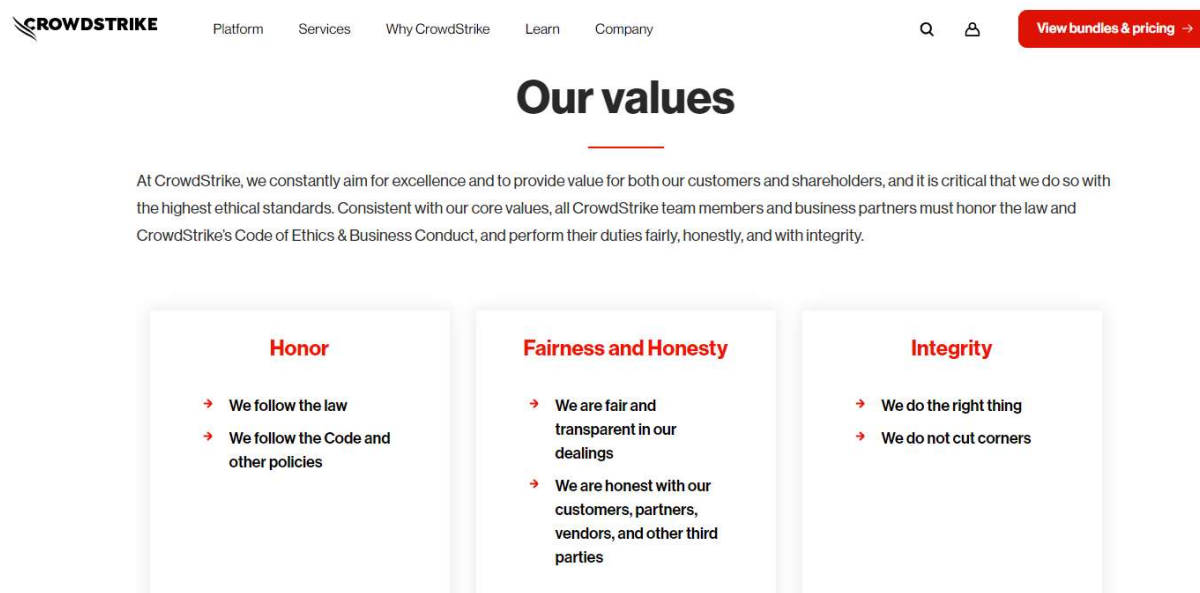 CROWDSTRIKE
Platform
Services
Why CrowdStrike
Learn
Company
View bundles & pricing →
Our values
At CrowdStrike, we constantly aim for excellence and to provide value for both our customers and shareholders, and it is critical that we do so with
the highest ethical standards. Consistent with our core values, all CrowdStrike team members and business partners must honor the law and
CrowdStrike's Code of Ethics & Business Conduct, and perform their duties fairly, honestly, and with integrity.
Honor
→ We follow the law
→ We follow the Code and
other policies
Fairness and Honesty
→ We are fair and
transparent in our
dealings
→ We are honest with our
customers, partners,
vendors, and other third
parties
Integrity
→ We do the right thing
→ We do not cut corners